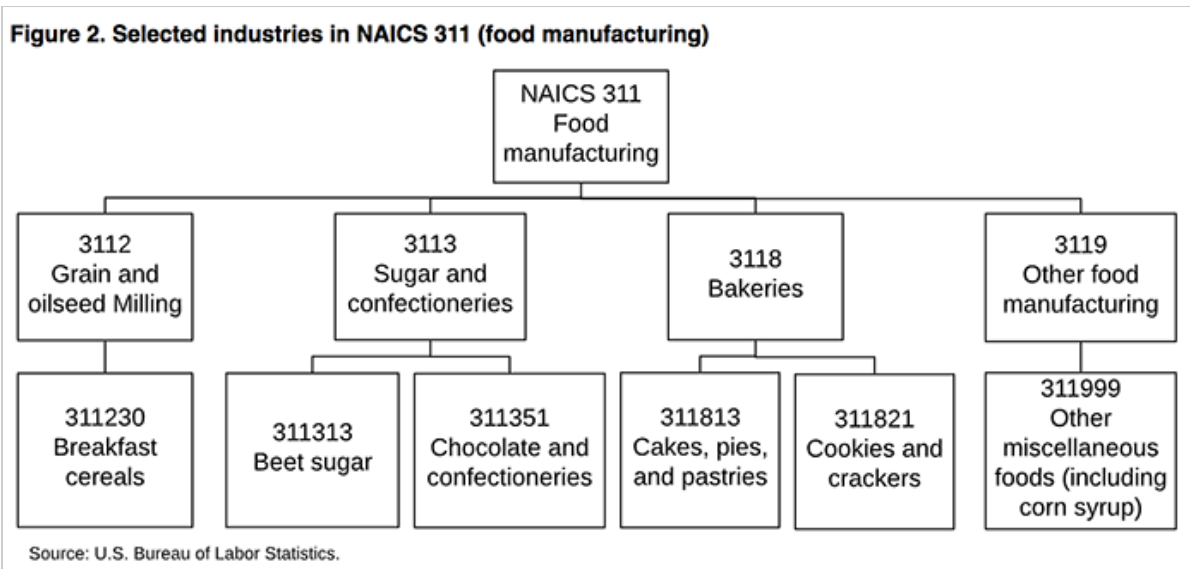 Figure 2. Selected industries in NAICS 311 (food manufacturing)
NAICS 311
Food
manufacturing
3112
Grain and
oilseed Milling
3113
Sugar and
confectioneries
3118
Bakeries
3119
Other food
manufacturing
311230
Breakfast
cereals
311313
Beet sugar
311351
Chocolate and
confectioneries
311813
Cakes, pies,
and pastries
311821
Cookies and
crackers
311999
Other
miscellaneous
foods (including
corn syrup)
Source: U.S. Bureau of Labor Statistics.